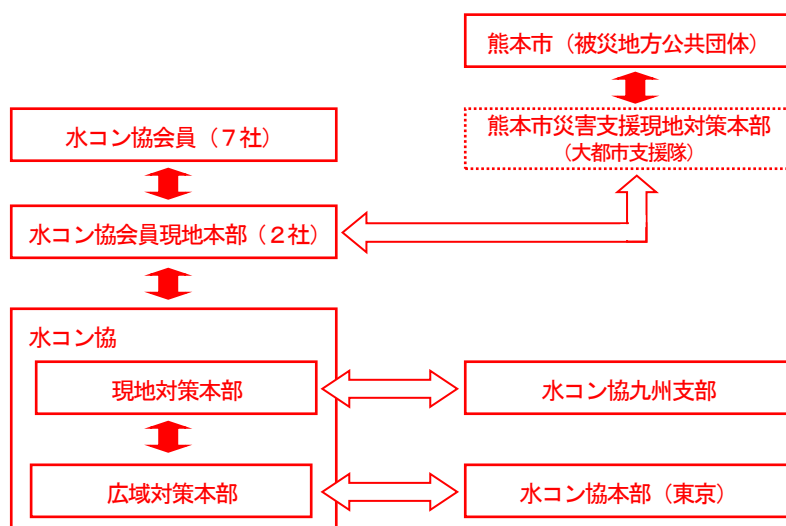 熊本市（被災地方公共団体）
水コン協会員（７社）
熊本市災害支援現地対策本部
（大都市支援隊）
水コン協会員現地本部（２社）
水コン協
現地対策本部
水コン協九州支部
広域対策本部
水コン協本部（東京）